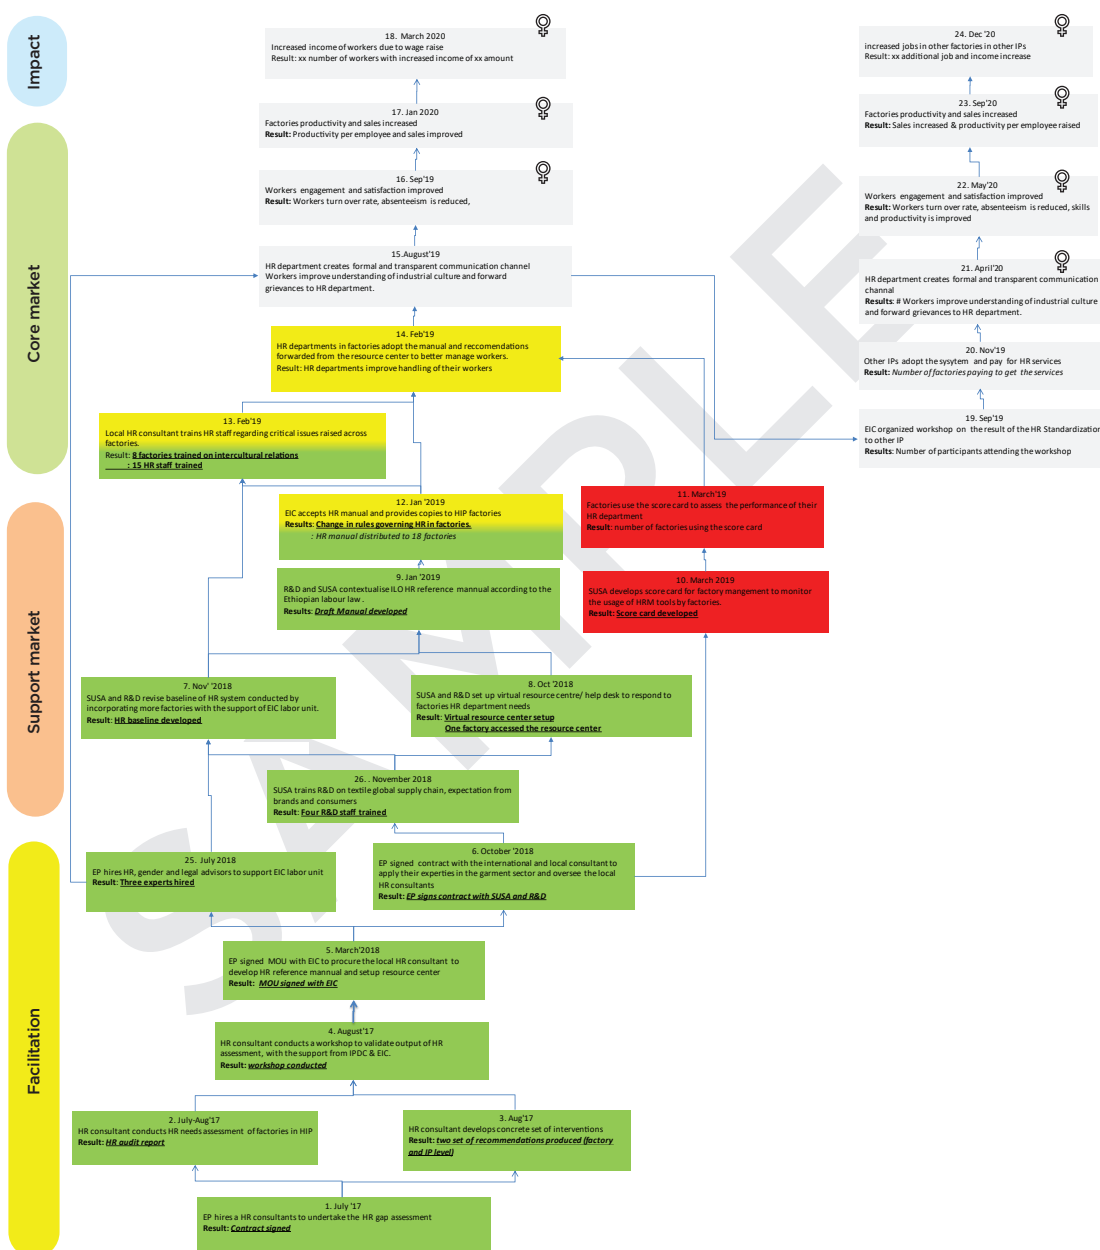 Impact
Core market
Support market
Facilitation
SAMPLE
18. March 2020
Increased income of workers due to wage raise
Result: xx number of workers with increased income of xx amount
17. Jan 2020
Factories productivity and sales increased
Result: Productivity per employee and sales improved
16. Sep'19
Workers engagement and satisfaction improved
Result: Workers turn over rate, absenteeism is reduced,
15.August'19
HR department creates formal and transparent communication channel
Workers improve understanding of industrial culture and forward
grievances to HR department.
14. Feb'19
HR departments in factories adopt the manual and reccomendations
forwarded from the resource center to better manage workers.
Result: HR departments improve handling of their workers
13. Feb'19
Local HR consultant trains HR staff regarding critical issues raised across
factories.
Result: 8 factories trained on intercultural relations
: 15 HR staff trained
12. Jan '2019
EIC accepts HR manual and provides copies to HIP factories
Results: Change in rules governing HR in factories.
: HR manual distributed to 18 factories
9. Jan '2019
R&D and SUSA contextualise ILO HR reference mannual according to the
Ethiopian labour law .
Results: Draft Manual developed
11. March'19
Factories use the score card to assess the performance of their
HR department
Result: number of factories using the score card
10. March 2019
SUSA develops score card for factory mangement to monitor
the usage of HRM tools by factories.
Result: Score card developed
7. Nov' '2018
SUSA and R&D revise baseline of HR system conducted by
incorporating more factories with the support of EIC labor unit.
Result: HR baseline developed
8. Oct '2018
SUSA and R&D set up virtual resource centre/ help desk to respond to
factories HR department needs
Result: Virtual resource center setup
One factory accessed the resource center
26. . November 2018
SUSA trains R&D on textile global supply chain, expectation from
brands and consumers
Result: Four R&D staff trained
25. July 2018
EP hires HR, gender and legal advisors to support EIC labor unit
Result: Three experts hired
6. October '2018
EP signed contract with the international and local consultant to
apply their experties in the garment sector and oversee the local
HR consultants
Result: EP signs contract with SUSA and R&D
5. March'2018
EP signed MOU with EIC to procure the local HR consultant to
develop HR reference mannual and setup resource center
Result: MOU signed with EIC
4. August'17
HR consultant conducts a workshop to validate output of HR
assessment, with the support from IPDC & EIC.
Result: workshop conducted
2. July-Aug'17
HR consultant conducts HR needs assessment of factories in HIP
Result: HR audit report
3. Aug'17
HR consultant develops concrete set of interventions
Result: two set of recommendations produced (factory
and IP level)
1. July '17
EP hires a HR consultants to undertake the HR gap assessment
Result: Contract signed
24. Dec '20
increased jobs in other factories in other IPs
Result: xx additional job and income increase
23. Sep'20
Factories productivity and sales increased
Result: Sales increased & productivity per employee raised
22. May'20
Workers engagement and satisfaction improved
Result: Workers turn over rate, absenteeism is reduced, skills
and productivity is improved
21. April'20
HR department creates formal and transparent communication
channel
Results: # Workers improve understanding of industrial culture
and forward grievances to HR department.
20. Nov'19
Other IPs adopt the sysytem and pay for HR services
Result: Number of factories paying to get the services
19. Sep'19
EIC organized workshop on the result of the HR Standardization
to other IP
Results: Number of participants attending the workshop